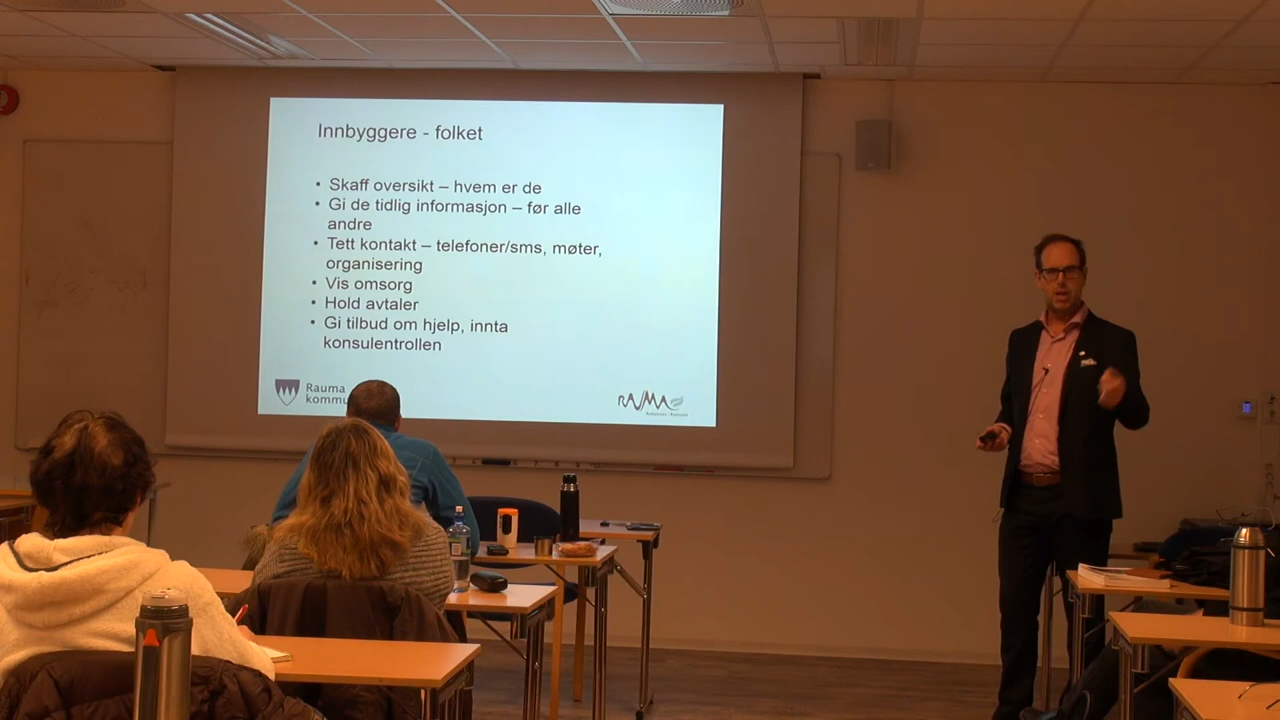 Innbyggere - folket
• Skaff oversikt – hvem er de
• Gi de tidlig informasjon – før alle
andre
• Tett kontakt – telefoner/sms, møter,
organisering
• Vis omsorg
• Hold avtaler
• Gi tilbud om hjelp, innta
konsulentrollen
Rauma
kommu
RAUMA